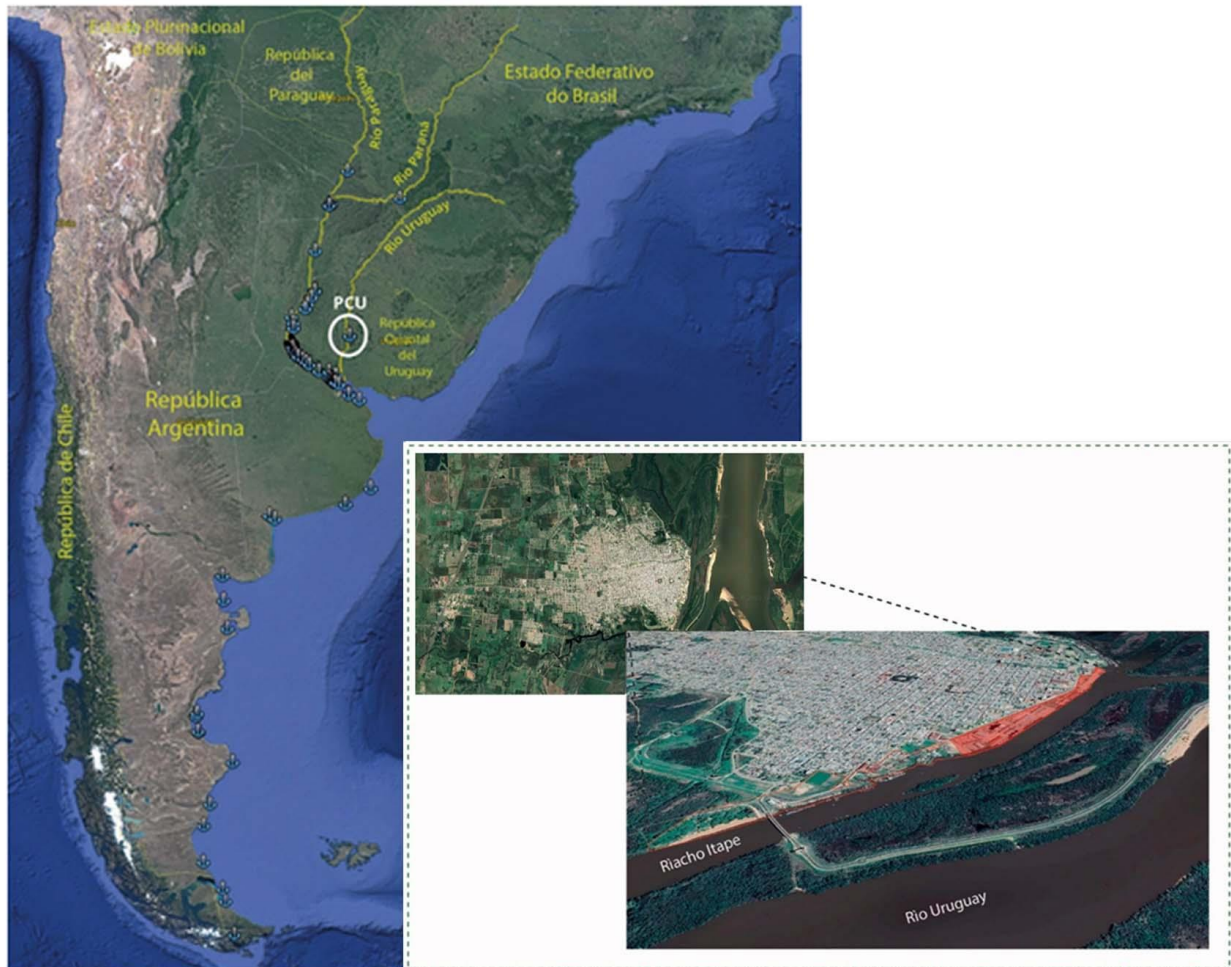 Estado Plurinacional
de Bolivia
República
del
Paraguay
Estado Federativo
do Brasil
Río Paraguay
Río Paraná
Río Uruguay
PCU
República
Oriental
del
Uruguay
República
Argentina
República de Chile
Riacho Itape
Rio Uruguay